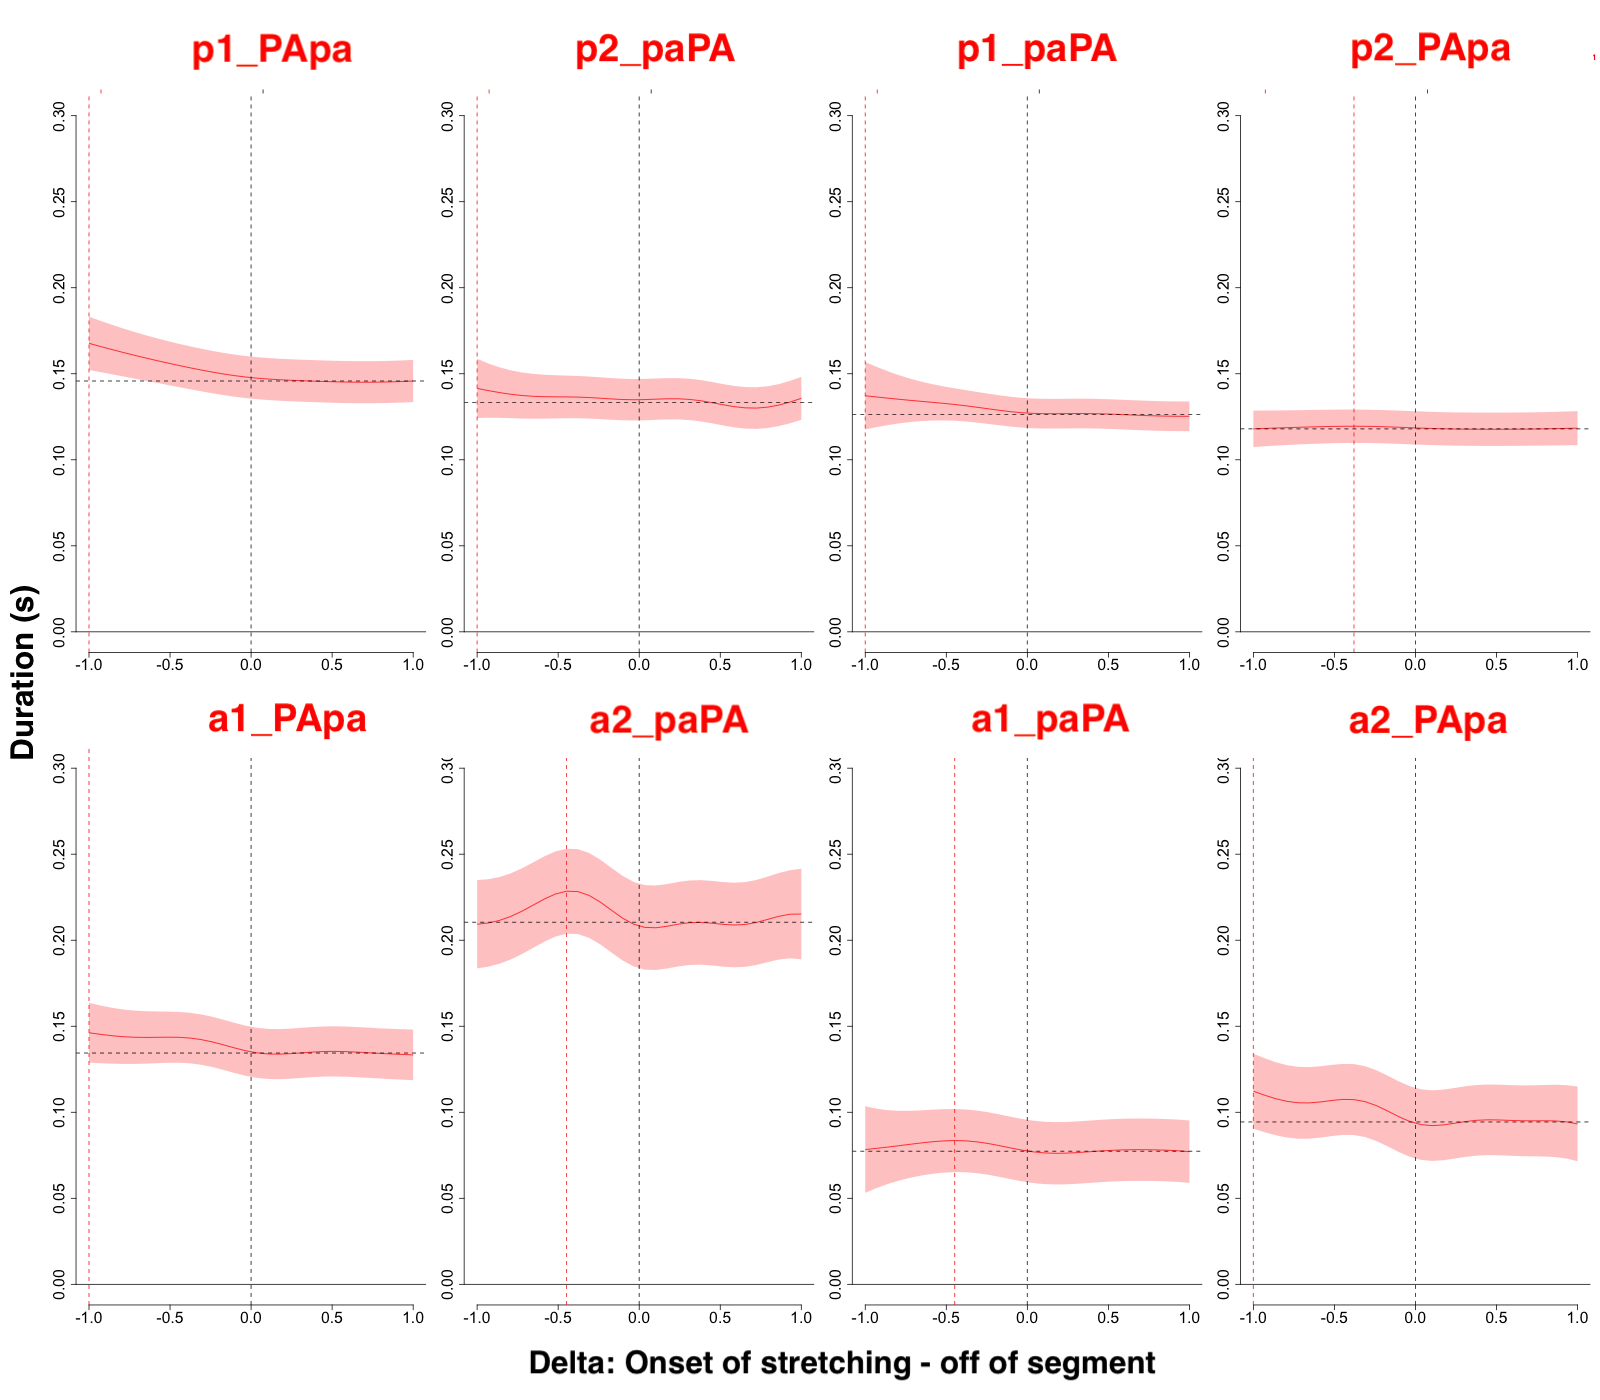 p1_PApa p2_paPA p1_paPA p2_PApa
0.30 0.30 0.30 0.30
0.25 0.25 0.25 0.25
0.20 0.20 0.20 0.20
0.15 0.15 0.15 0.15
0.10 0.10 0.10 0.10
0.05 0.05 0.05 0.05
0.00 0.00 0.00 0.00
-1.0 -0.5 0.0 0.5 1.0 -1.0 -0.5 0.0 0.5 1.0 -1.0 -0.5 0.0 0.5 1.0 -1.0 -0.5 0.0 0.5 1.0
Duration (s)
a1_PApa a2_paPA a1_paPA a2_PApa
0.30 0.30 0.30 0.30
0.25 0.25 0.25 0.25
0.20 0.20 0.20 0.20
0.15 0.15 0.15 0.15
0.10 0.10 0.10 0.10
0.05 0.05 0.05 0.05
0.00 0.00 0.00 0.00
-1.0 -0.5 0.0 0.5 1.0 -1.0 -0.5 0.0 0.5 1.0 -1.0 -0.5 0.0 0.5 1.0 -1.0 -0.5 0.0 0.5 1.0
Delta: Onset of stretching - off of segment